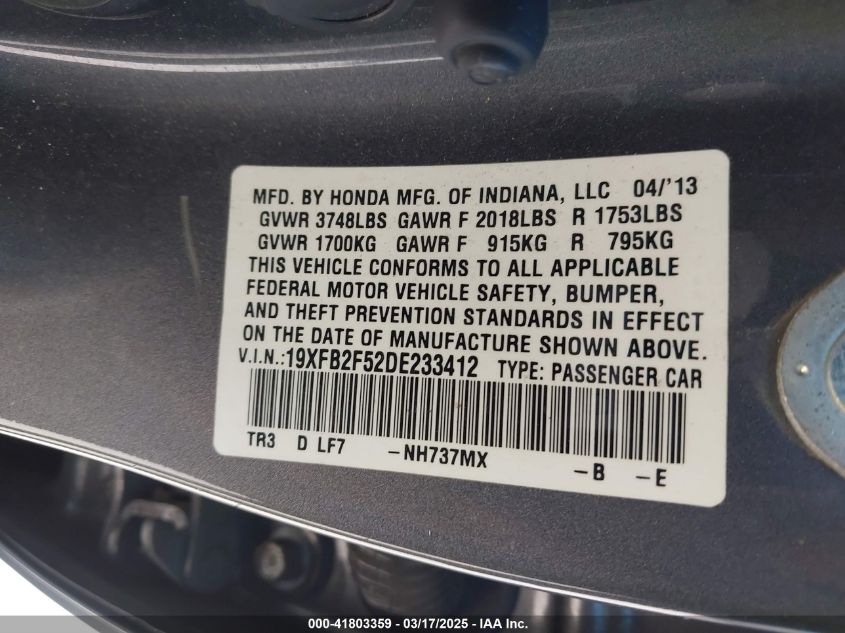 MFD. BY HONDA MFG. OF INDIANA, LLC 04/'13
GVWR 3748LBS GAWR F 2018LBS R 1753LBS
GVWR 1700KG GAWR F 915KG R 795KG
THIS VEHICLE CONFORMS TO ALL APPLICABLE
FEDERAL MOTOR VEHICLE SAFETY, BUMPER,
AND THEFT PREVENTION STANDARDS IN EFFECT
ON THE DATE OF MANUFACTURE SHOWN ABOVE.
V.I.N.:19XFB2F52DE233412 TYPE: PASSENGER CAR
TR3 D LF7 -NH737MX -B -E
000-41803359 - 03/17/2025 - IAA Inc.